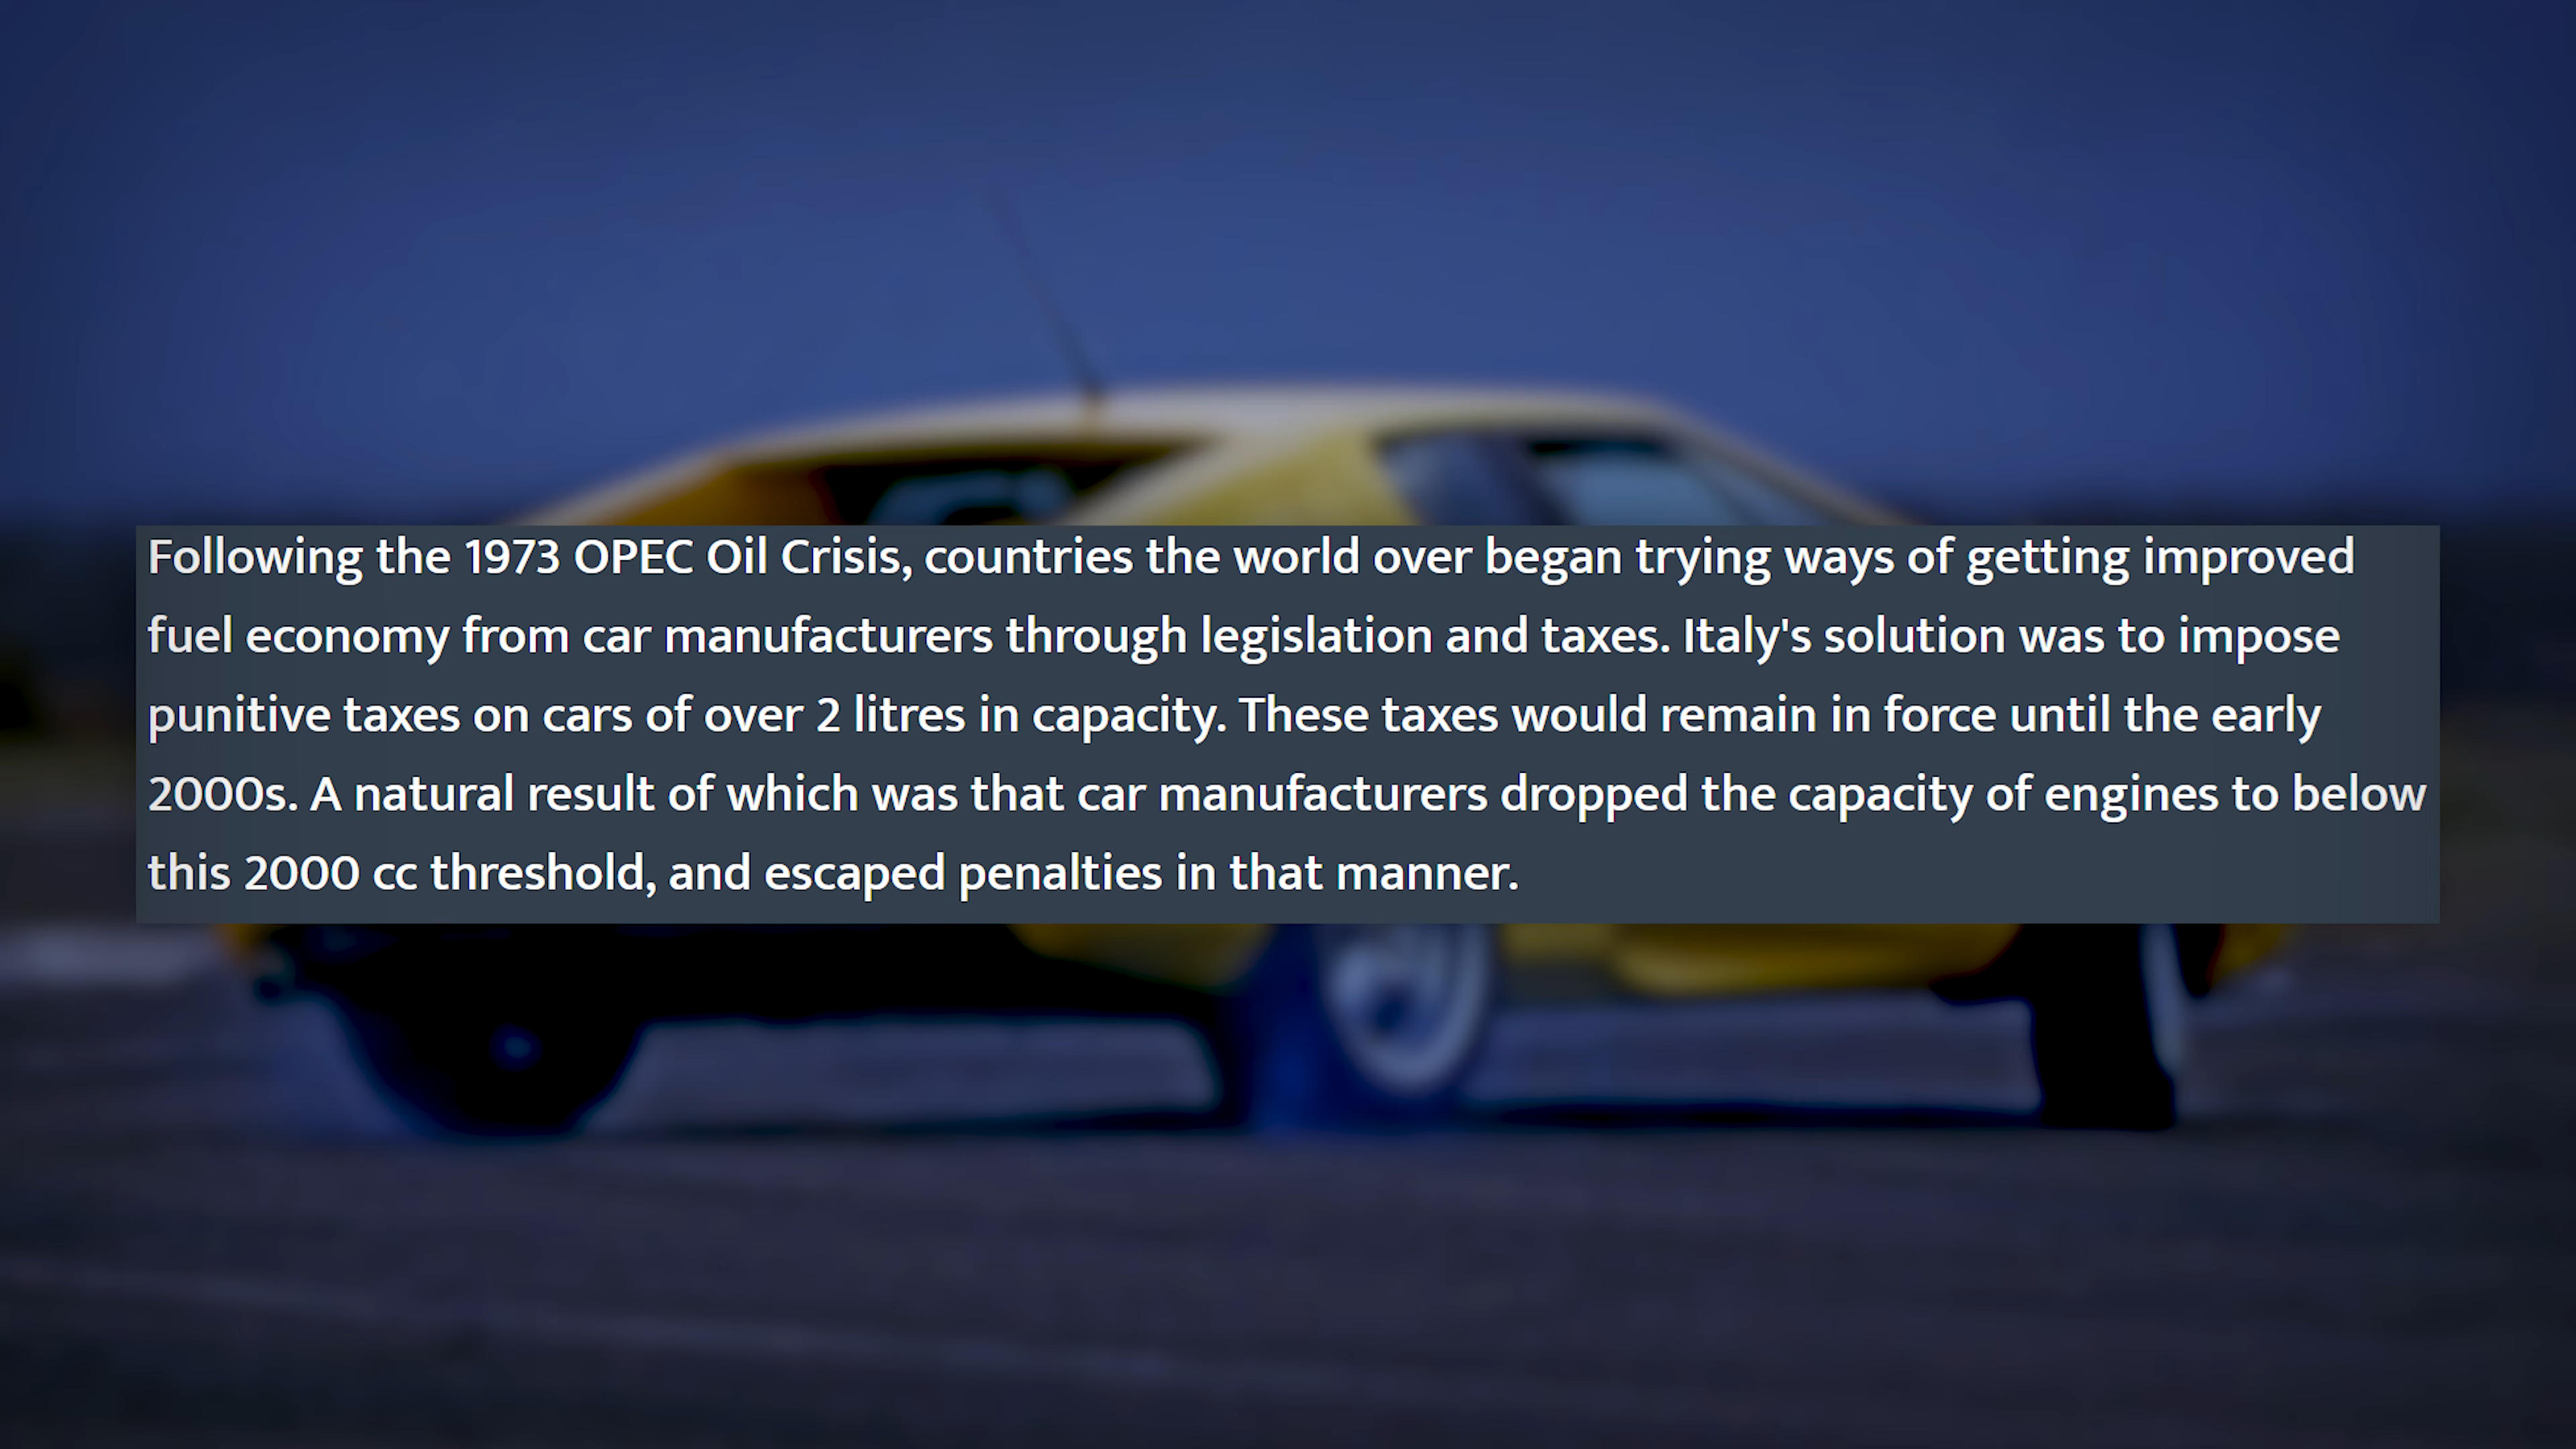 Following the 1973 OPEC Oil Crisis, countries the world over began trying ways of getting improved
fuel economy from car manufacturers through legislation and taxes. Italy's solution was to impose
punitive taxes on cars of over 2 litres in capacity. These taxes would remain in force until the early
2000s. A natural result of which was that car manufacturers dropped the capacity of engines to below
this 2000 cc threshold, and escaped penalties in that manner.